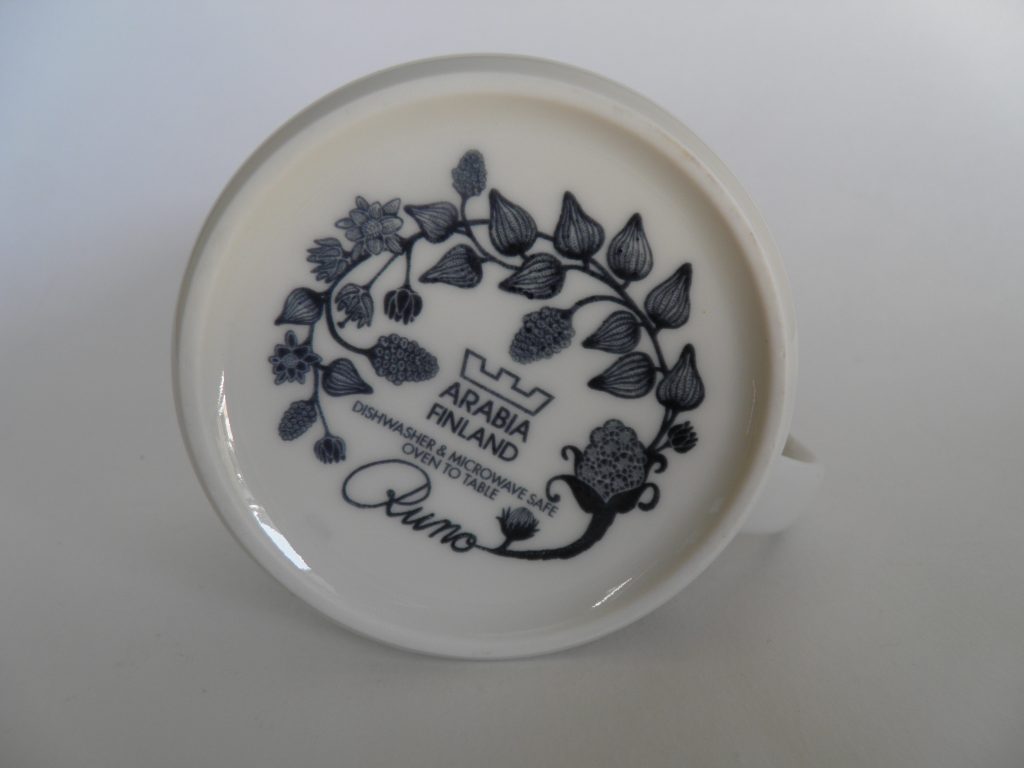 ARABIA
FINLAND
DISHWASHER & MICROWAVE SAFE
OVEN TO TABLE
Runo